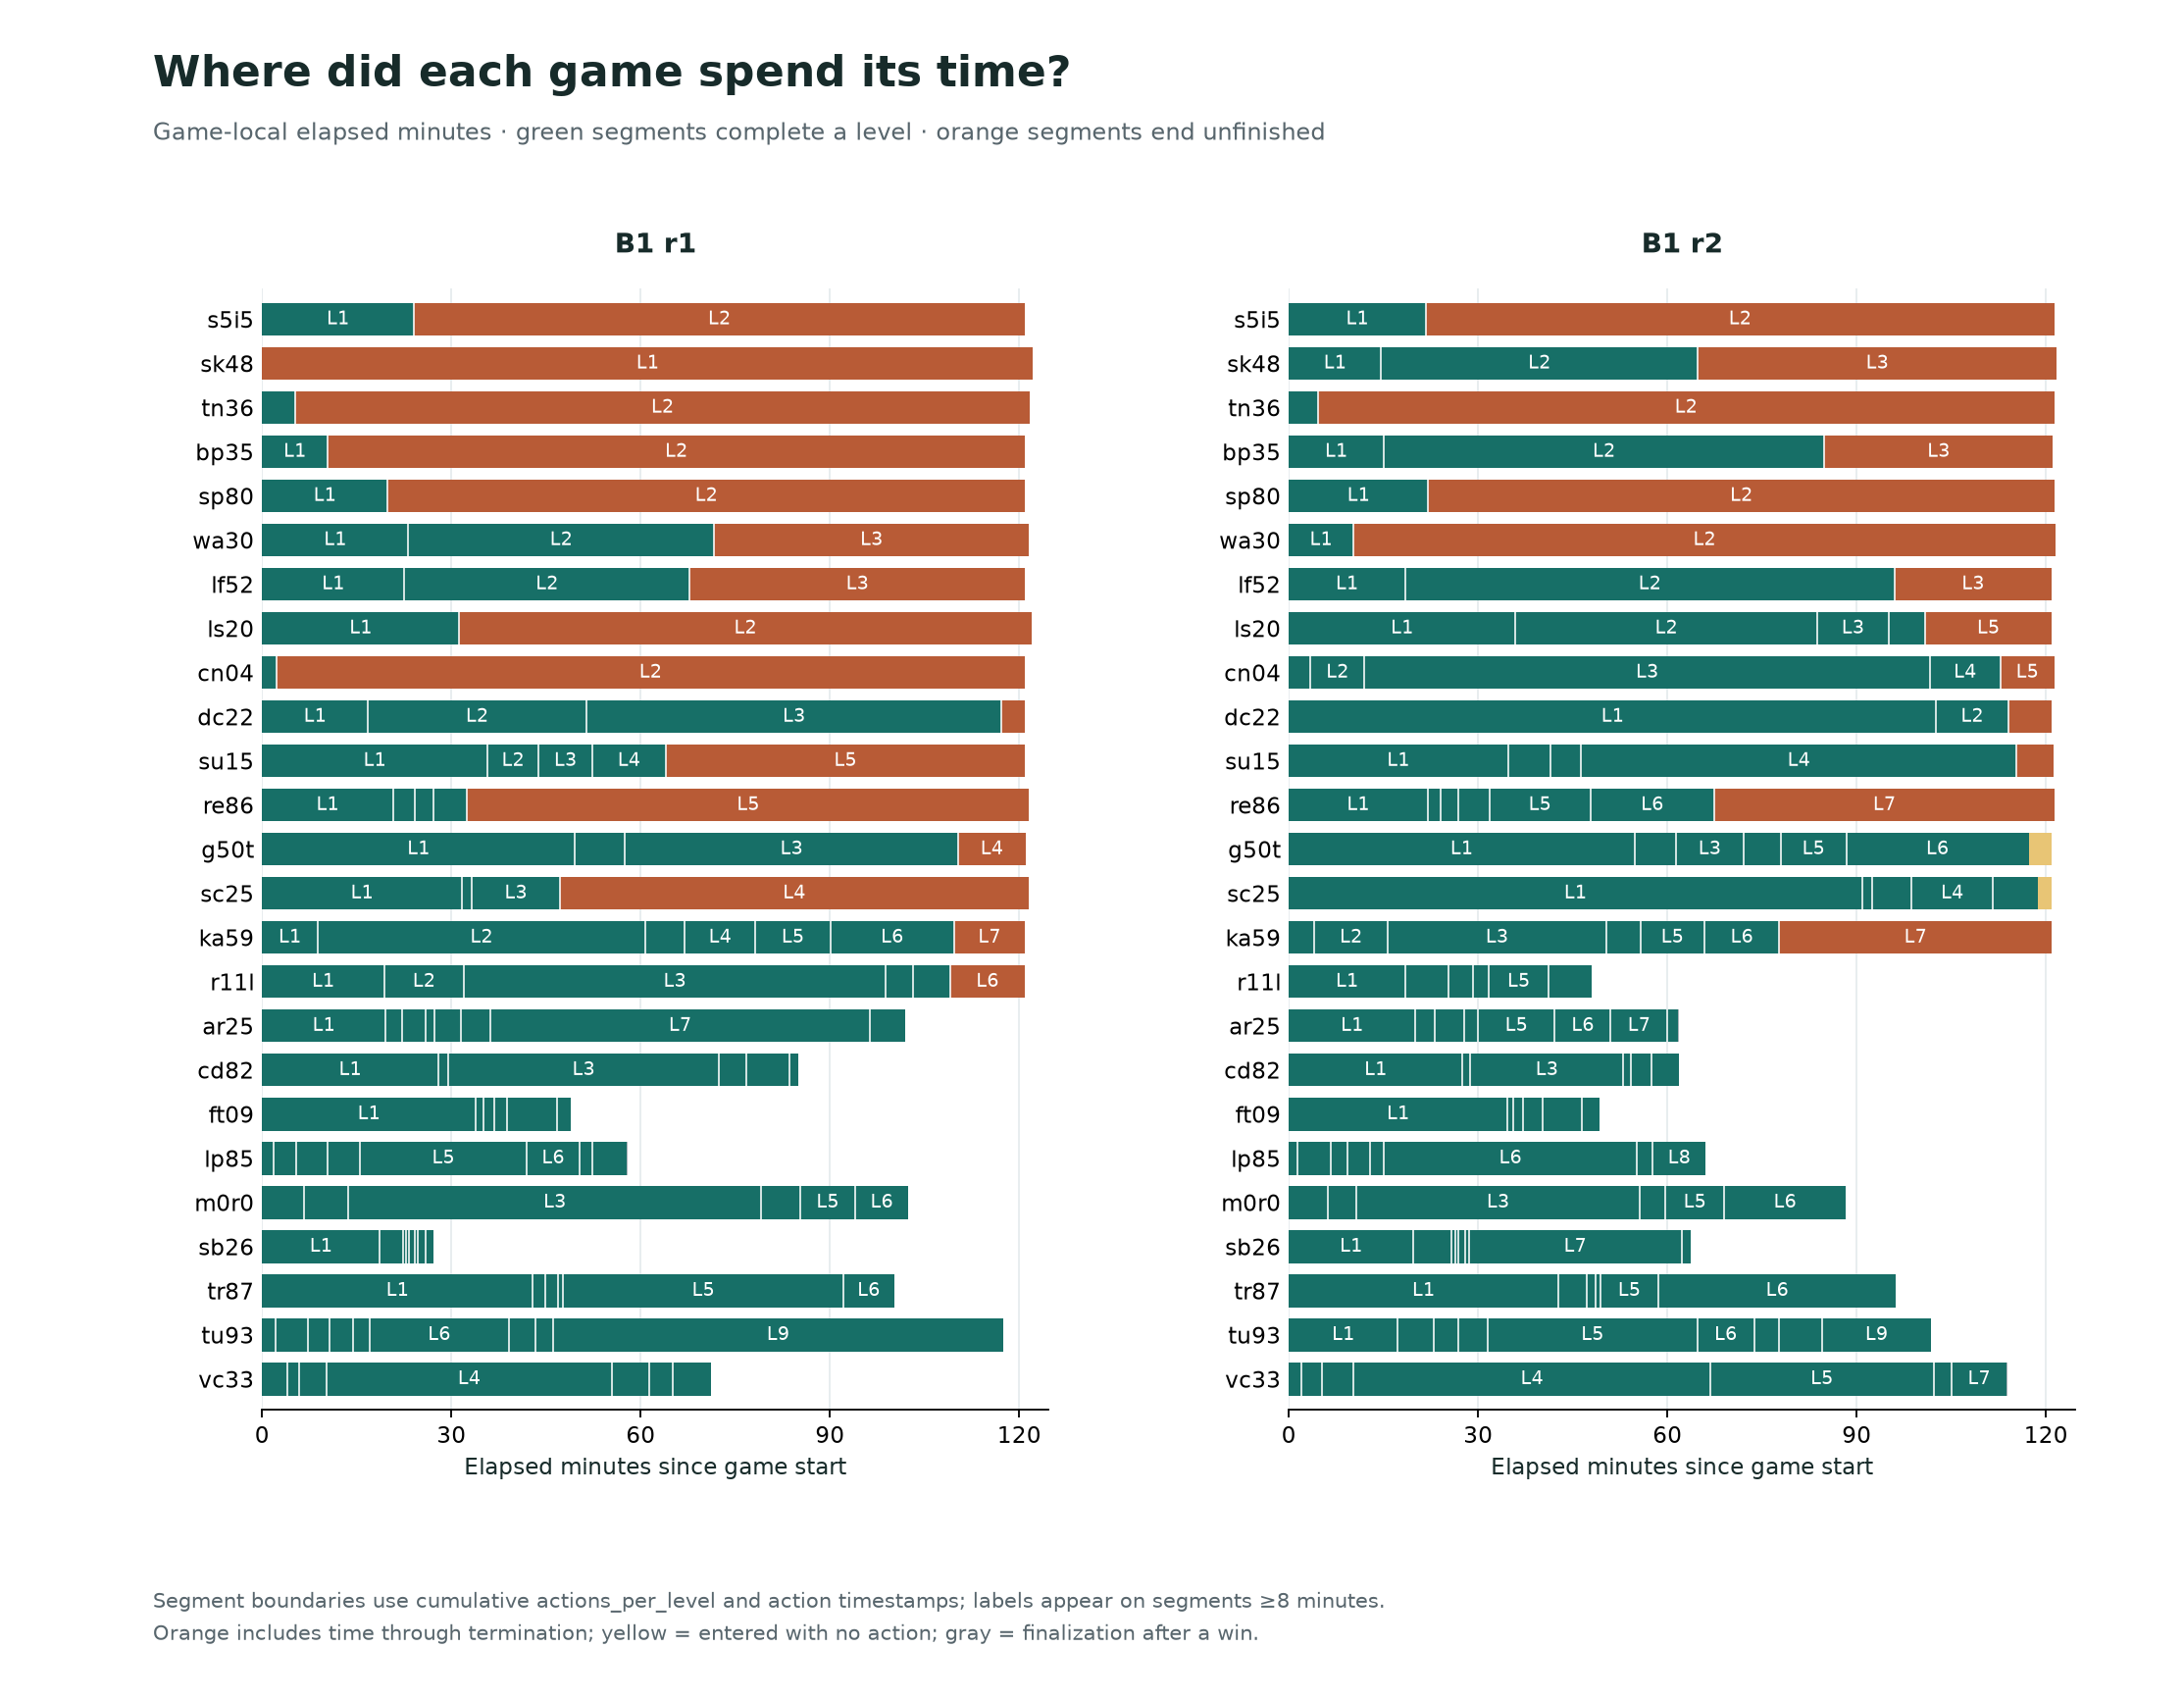 Where did each game spend its time?
Game-local elapsed minutes · green segments complete a level · orange segments end unfinished
B1 r1
s5i5 L1 L2
sk48 L1
tn36 L2
bp35 L1 L2
sp80 L1 L2
wa30 L1 L2 L3
lf52 L1 L2 L3
ls20 L1 L2
cn04 L2
dc22 L1 L2 L3
su15 L1 L2 L3 L4 L5
re86 L1 L5
g50t L1 L3 L4
sc25 L1 L3 L4
ka59 L1 L2 L4 L5 L6 L7
r11l L1 L2 L3 L6
ar25 L1 L7
cd82 L1 L3
ft09 L1
lp85 L5 L6
m0r0 L3 L5 L6
sb26 L1
tr87 L1 L5 L6
tu93 L6 L9
vc33 L4
0 30 60 90 120
Elapsed minutes since game start
B1 r2
s5i5 L1 L2
sk48 L1 L2 L3
tn36 L2
bp35 L1 L2 L3
sp80 L1 L2
wa30 L1 L2
lf52 L1 L2 L3
ls20 L1 L2 L3 L5
cn04 L2 L3 L4 L5
dc22 L1 L2
su15 L1 L4
re86 L1 L5 L6 L7
g50t L1 L3 L5 L6
sc25 L1 L4
ka59 L2 L3 L5 L6 L7
r11l L1 L5
ar25 L1 L5 L6 L7
cd82 L1 L3
ft09 L1
lp85 L6 L8
m0r0 L3 L5 L6
sb26 L1 L7
tr87 L1 L5 L6
tu93 L1 L5 L6 L9
vc33 L4 L5 L7
0 30 60 90 120
Elapsed minutes since game start
Segment boundaries use cumulative actions_per_level and action timestamps; labels appear on segments ≥8 minutes.
Orange includes time through termination; yellow = entered with no action; gray = finalization after a win.